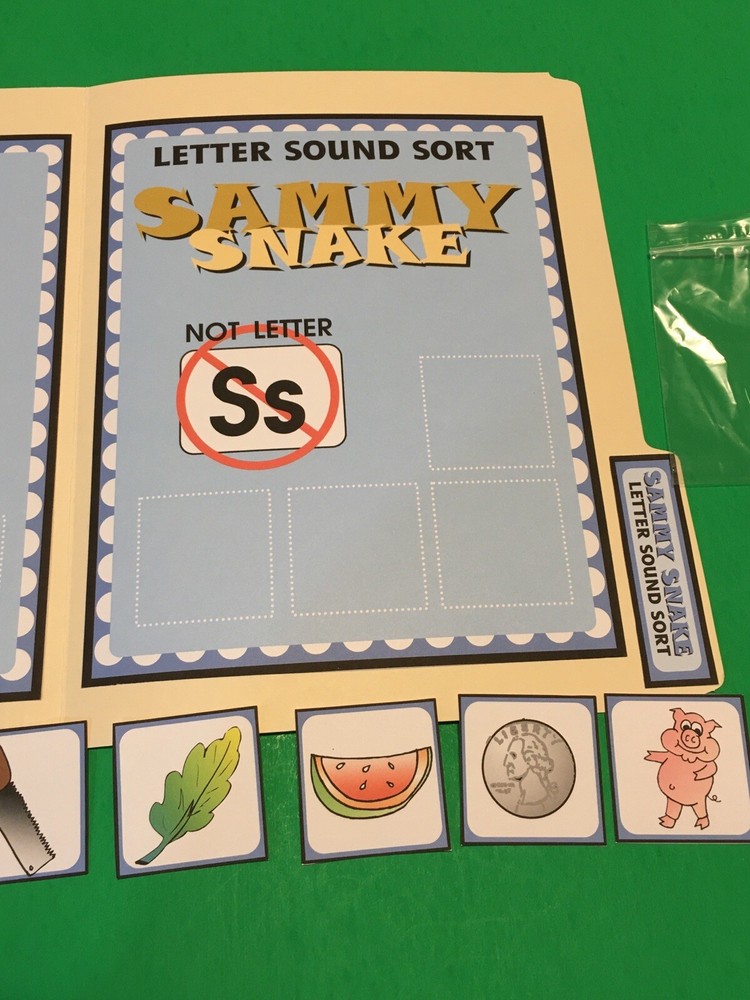 LETTER SOUND SORT
SAMMY
SNAKE
NOT LETTER
Ss
SAMMY SNAKE
LETTER SOUND SORT
LIBERTY